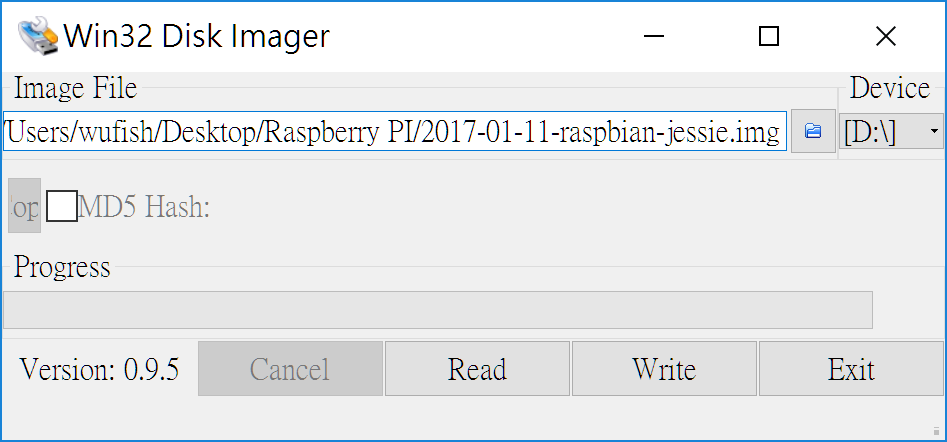 Win32 Disk Imager
Image File
Device
Users/wufish/Desktop/Raspberry PI/2017-01-11-raspbian-jessie.img
[D:\]
MD5 Hash:
Progress
Version: 0.9.5
Cancel
Read
Write
Exit